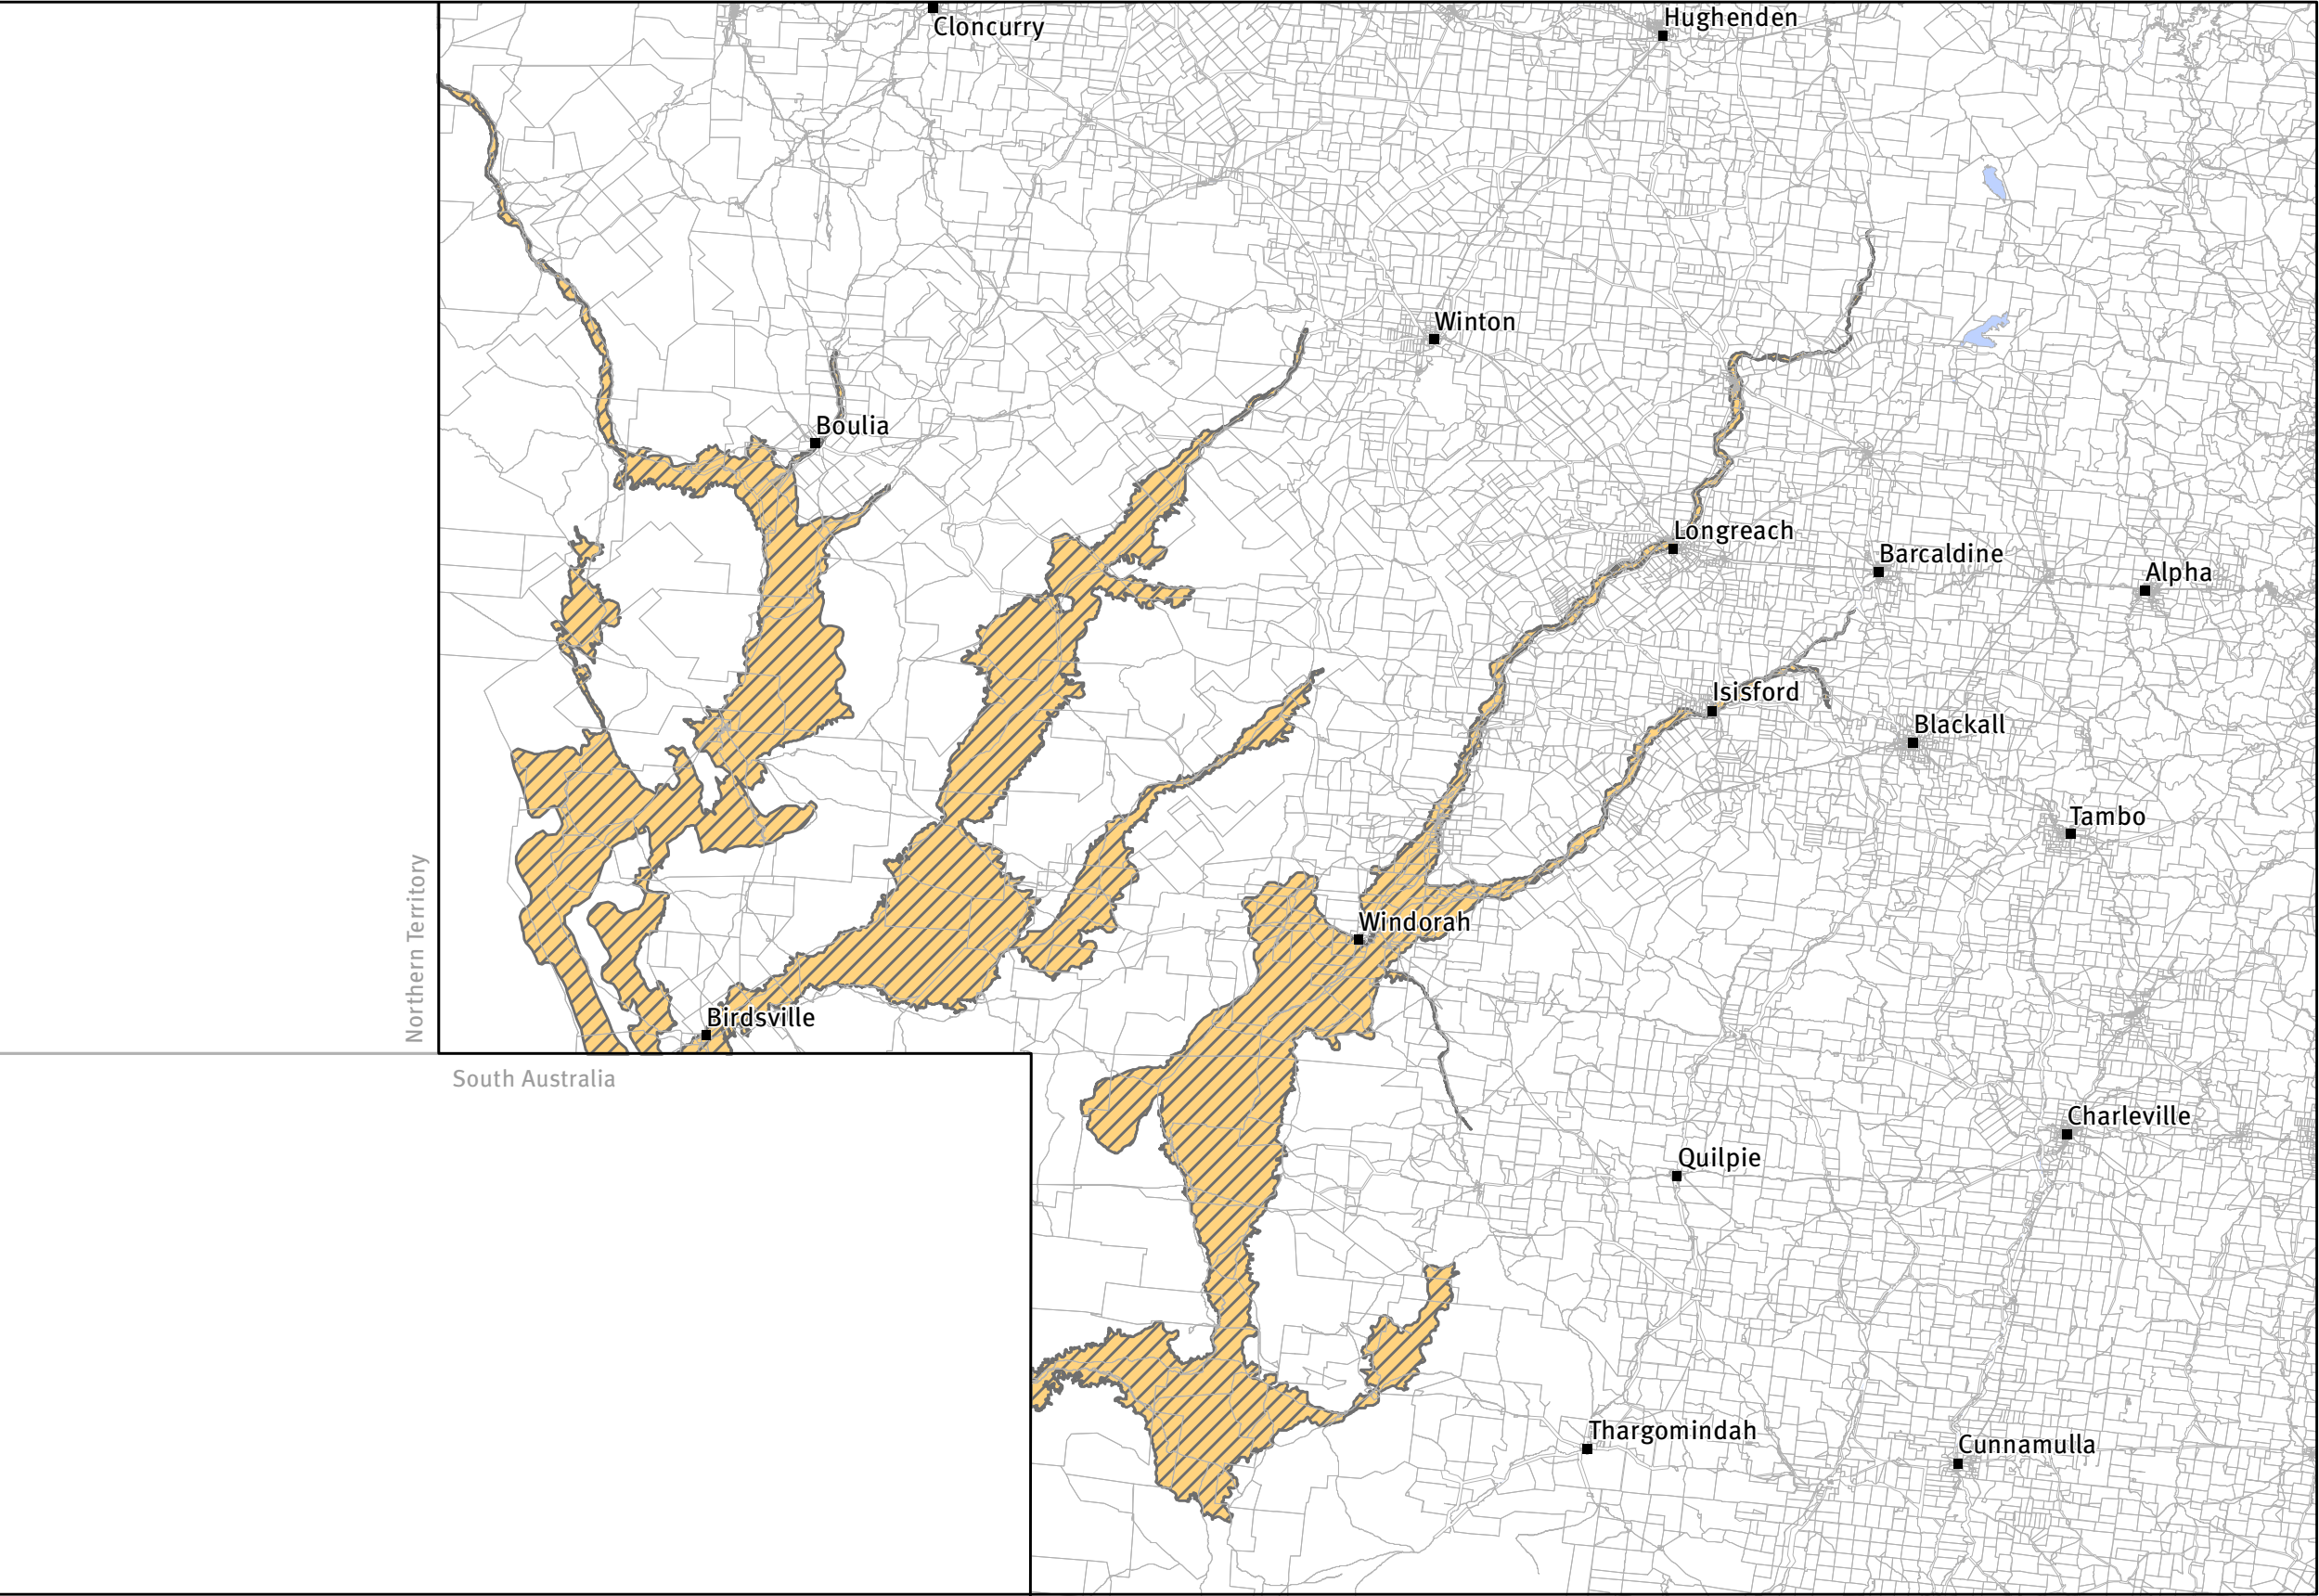 Hughenden
Cloncurry
Winton
Boulia
Longreach
Barcaldine
Alpha
Isisford
Blackall
Tambo
Windorah
Northern Territory
Birdsville
South Australia
Charleville
Quilpie
Thargomindah
Cunnamulla